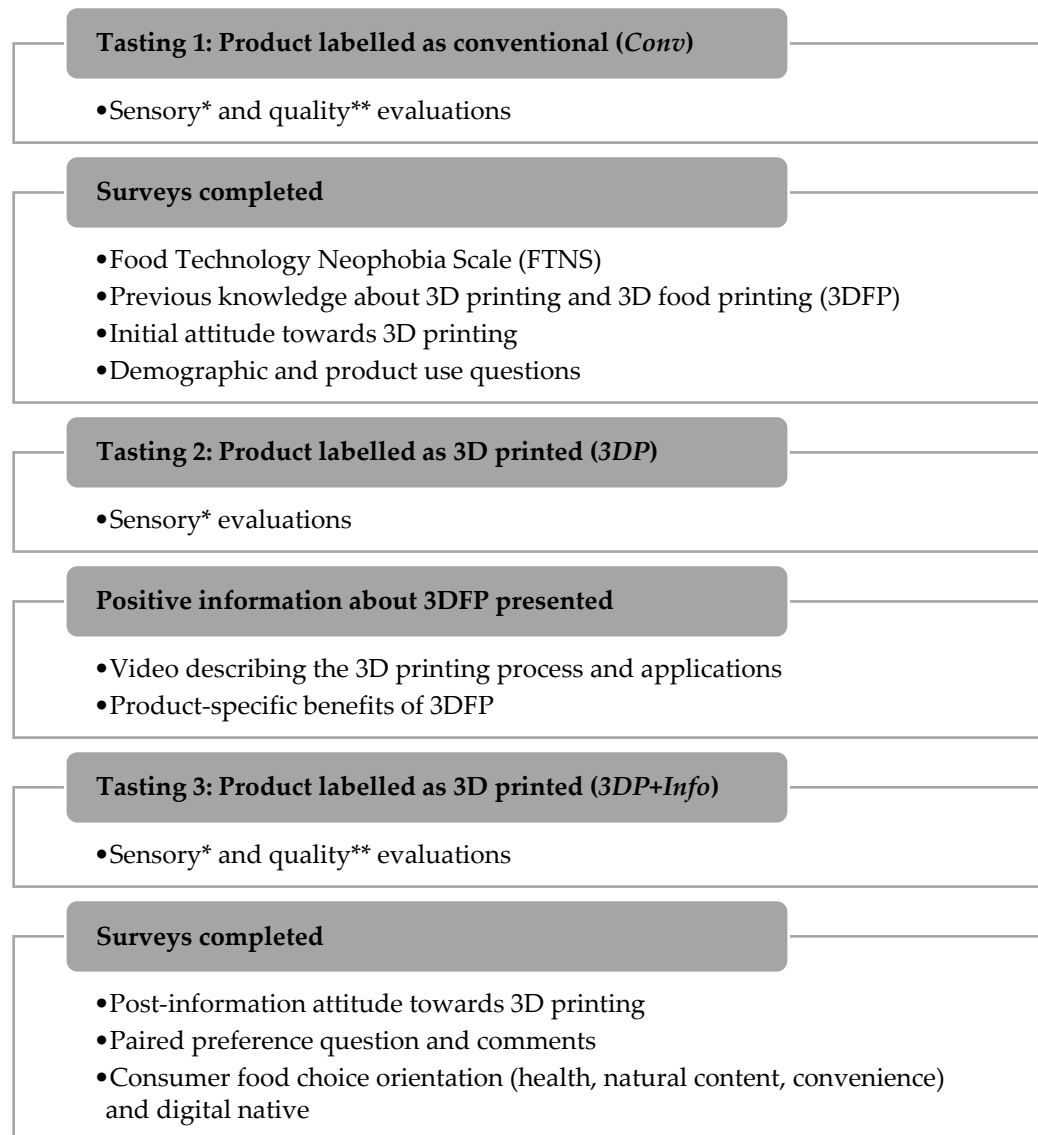 Tasting 1: Product labelled as conventional (Conv)
•Sensory* and quality** evaluations
Surveys completed
•Food Technology Neophobia Scale (FTNS)
•Previous knowledge about 3D printing and 3D food printing (3DFP)
•Initial attitude towards 3D printing
•Demographic and product use questions
Tasting 2: Product labelled as 3D printed (3DP)
•Sensory* evaluations
Positive information about 3DFP presented
•Video describing the 3D printing process and applications
•Product-specific benefits of 3DFP
Tasting 3: Product labelled as 3D printed (3DP+Info)
•Sensory* and quality** evaluations
Surveys completed
•Post-information attitude towards 3D printing
•Paired preference question and comments
•Consumer food choice orientation (health, natural content, convenience)
and digital native